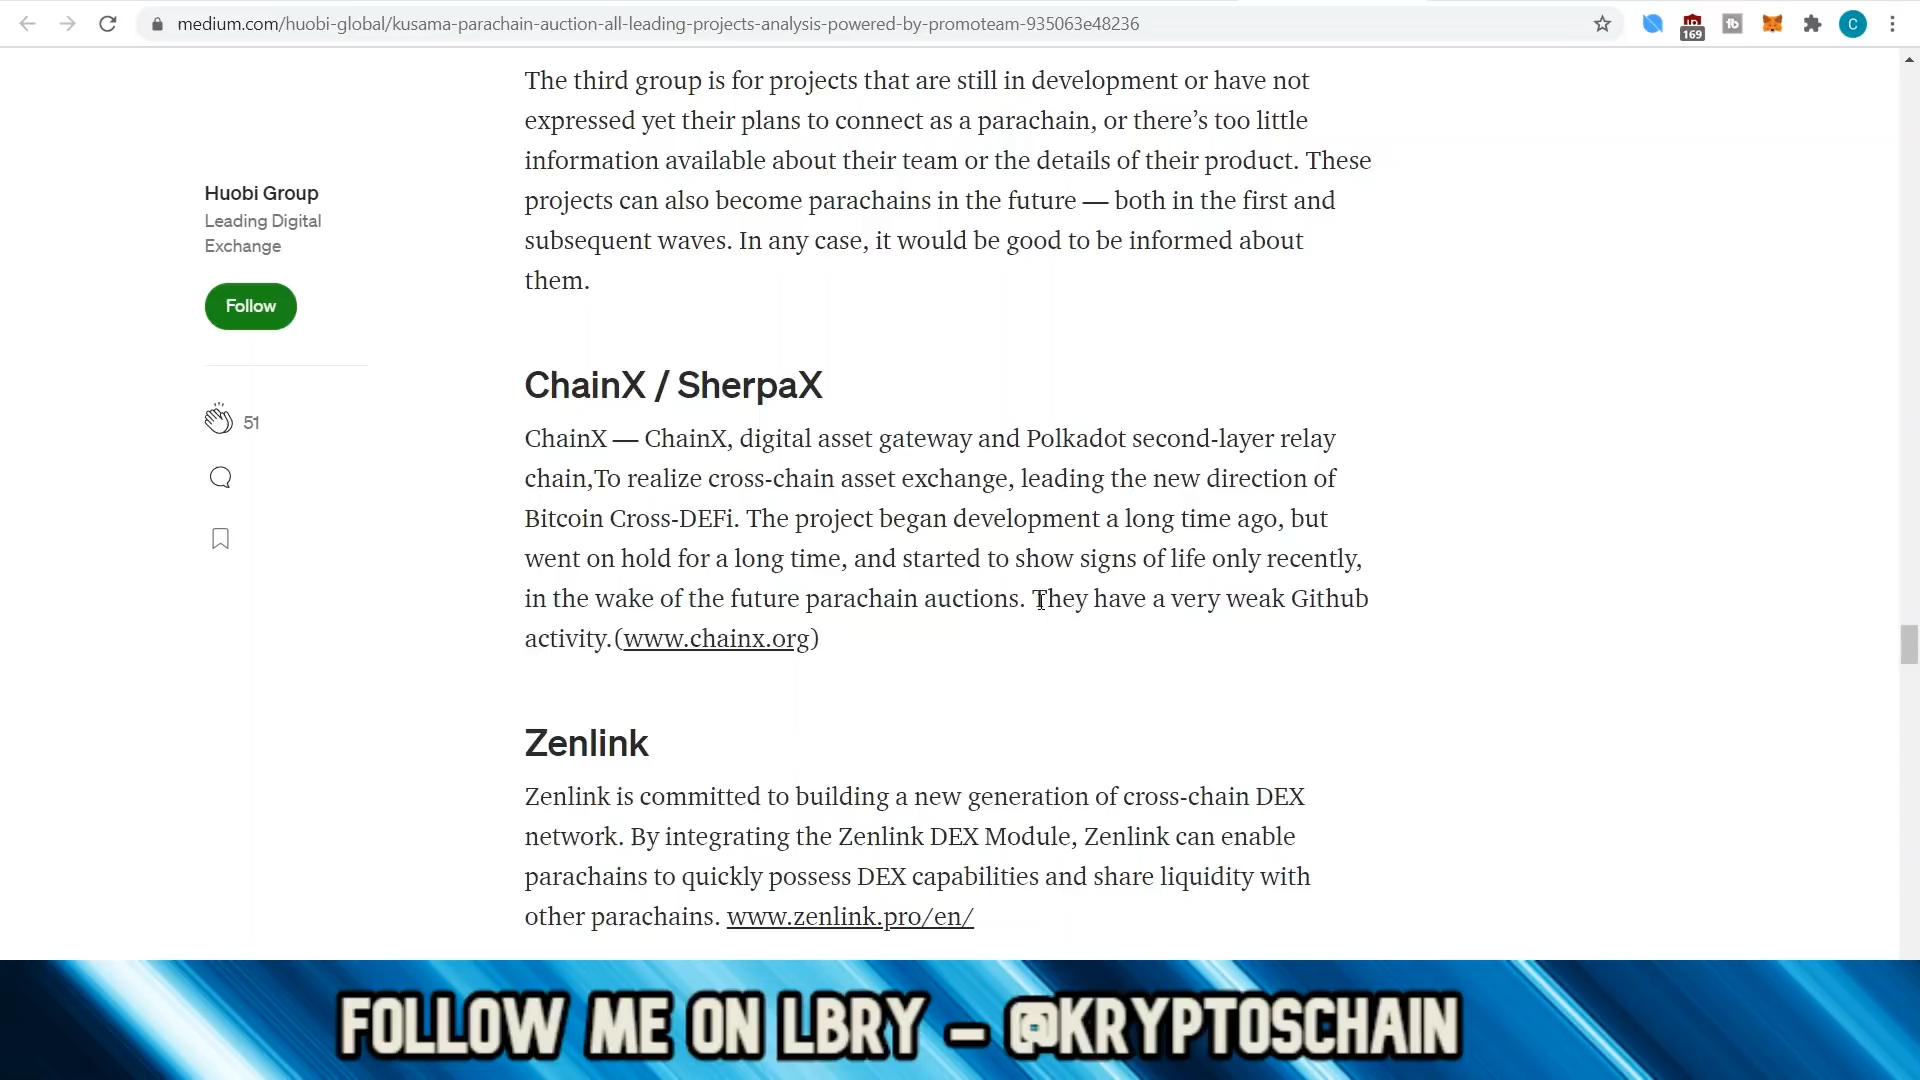 medium.com/huobi-global/kusama-parachain-auction-all-leading-projects-analysis-powered-by-promoteam-935063e48236
169
tb
C
The third group is for projects that are still in development or have not
expressed yet their plans to connect as a parachain, or there’s too little
information available about their team or the details of their product. These
projects can also become parachains in the future — both in the first and
subsequent waves. In any case, it would be good to be informed about
them.
Huobi Group
Leading Digital
Exchange
Follow
51
ChainX / SherpaX
ChainX — ChainX, digital asset gateway and Polkadot second-layer relay
chain,To realize cross-chain asset exchange, leading the new direction of
Bitcoin Cross-DEFi. The project began development a long time ago, but
went on hold for a long time, and started to show signs of life only recently,
in the wake of the future parachain auctions. They have a very weak Github
activity.(www.chainx.org)
Zenlink
Zenlink is committed to building a new generation of cross-chain DEX
network. By integrating the Zenlink DEX Module, Zenlink can enable
parachains to quickly possess DEX capabilities and share liquidity with
other parachains. www.zenlink.pro/en/
FOLLOW ME ON LBRY – @KRYPTOSCHAIN